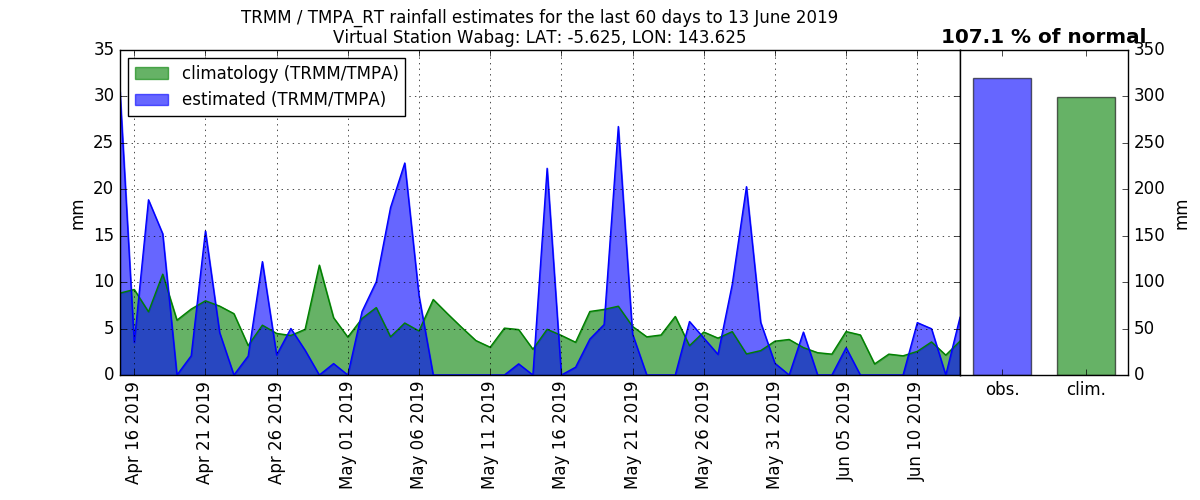 TRMM / TMPA_RT rainfall estimates for the last 60 days to 13 June 2019
Virtual Station Wabag: LAT: -5.625, LON: 143.625
107.1 % of normal
climatology (TRMM/TMPA)
estimated (TRMM/TMPA)
35
30
25
20
15
10
5
0
mm
Apr 16 2019
Apr 21 2019
Apr 26 2019
May 01 2019
May 06 2019
May 11 2019
May 16 2019
May 21 2019
May 26 2019
May 31 2019
Jun 05 2019
Jun 10 2019
obs.
clim.
350
300
250
200
150
100
50
0
mm